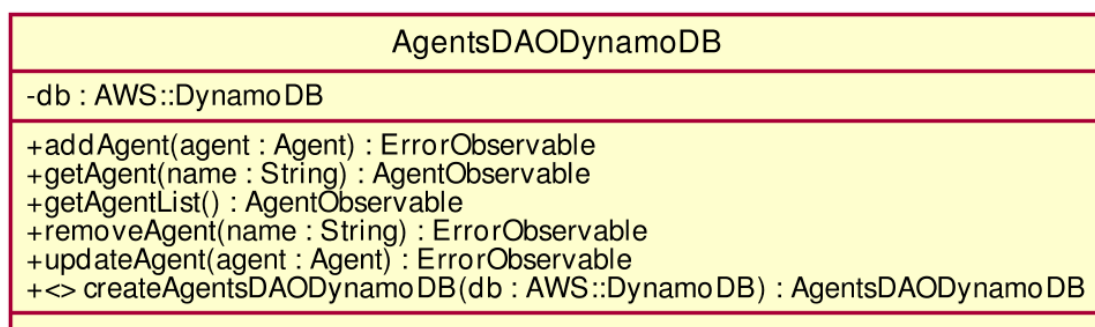 AgentsDAODynamoDB
-db : AWS::DynamoDB
+addAgent(agent : Agent) : ErrorObservable
+getAgent(name : String) : AgentObservable
+getAgentList() : AgentObservable
+removeAgent(name : String) : ErrorObservable
+updateAgent(agent : Agent) : ErrorObservable
+<> createAgentsDAODynamoDB(db : AWS::DynamoDB) : AgentsDAODynamoDB